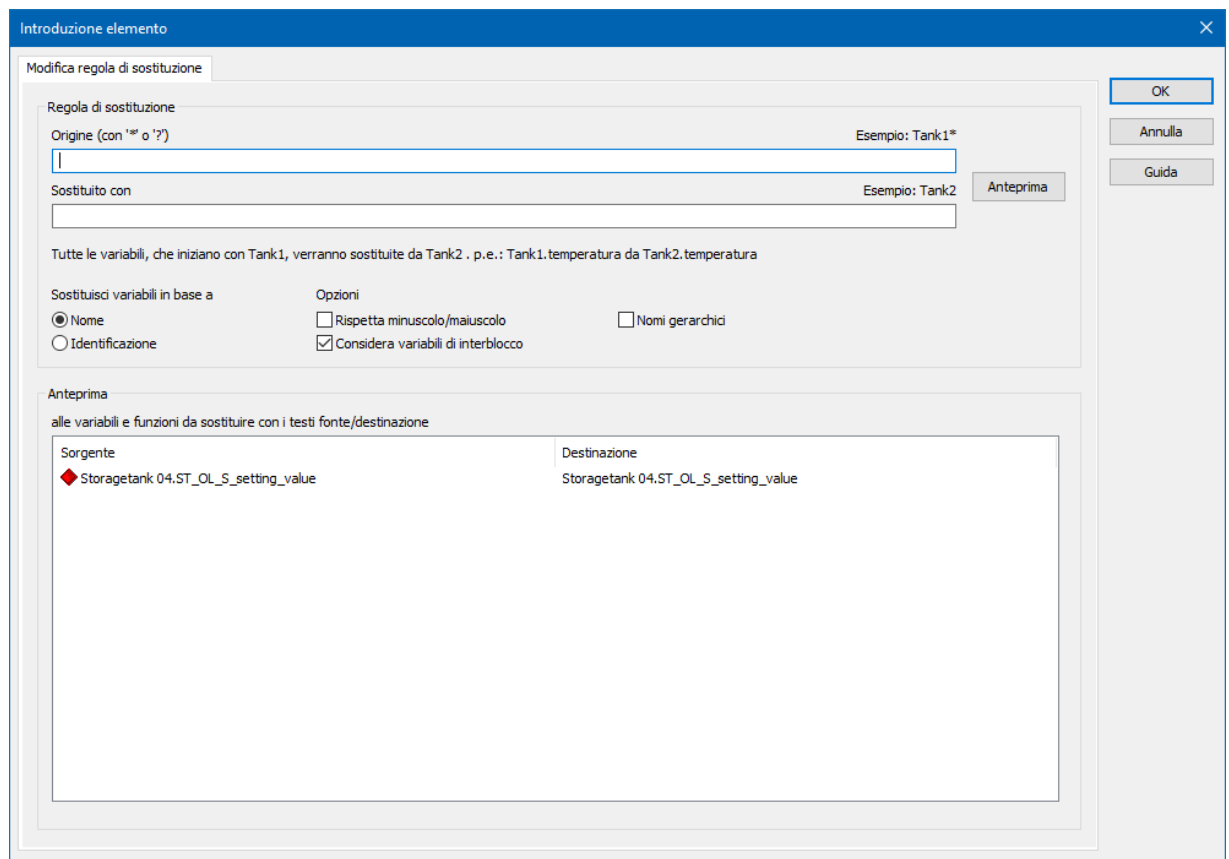 Introduzione elemento
Modifica regola di sostituzione
OK
Regola di sostituzione
Origine (con '*' o '?') Esempio: Tank1*
Annulla
Guida
Sostituito con Esempio: Tank2
Anteprima
Tutte le variabili, che iniziano con Tank1, verranno sostituite da Tank2 . p.e.: Tank1.temperatura da Tank2.temperatura
Sostituisci variabili in base a Opzioni
Nome Rispetta minuscolo/maiuscolo Nomi gerarchici
Identificazione Considera variabili di interblocco
Anteprima
alle variabili e funzioni da sostituire con i testi fonte/destinazione
Sorgente Destinazione
Storagetank 04.ST_OL_S_setting_value Storagetank 04.ST_OL_S_setting_value